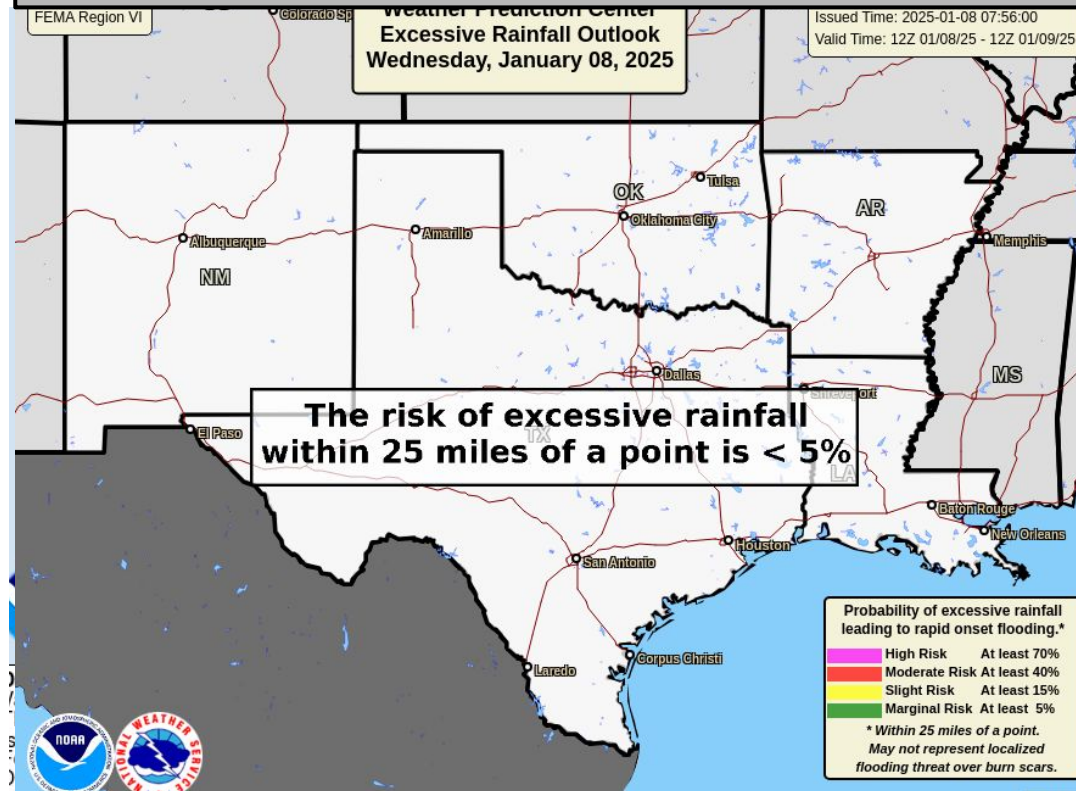 FEMA Region VI
Weather Prediction Center
Excessive Rainfall Outlook
Wednesday, January 08, 2025
Issued Time: 2025-01-08 07:56:00
Valid Time: 12Z 01/08/25 - 12Z 01/09/25
Colorado Sp
OK
Tulsa
Oklahoma City
AR
Albuquerque
Amarillo
Memphis
NM
Dallas
MS
Shreveport
The risk of excessive rainfall
within 25 miles of a point is < 5%
El Paso
TX
LA
Baton Rouge
New Orleans
Houston
San Antonio
Laredo
Corpus Christi
Probability of excessive rainfall
leading to rapid onset flooding.*
High Risk At least 70%
Moderate Risk At least 40%
Slight Risk At least 15%
Marginal Risk At least 5%
* Within 25 miles of a point.
May not represent localized
flooding threat over burn scars.
NOAA
NATIONAL WEATHER SERVICE